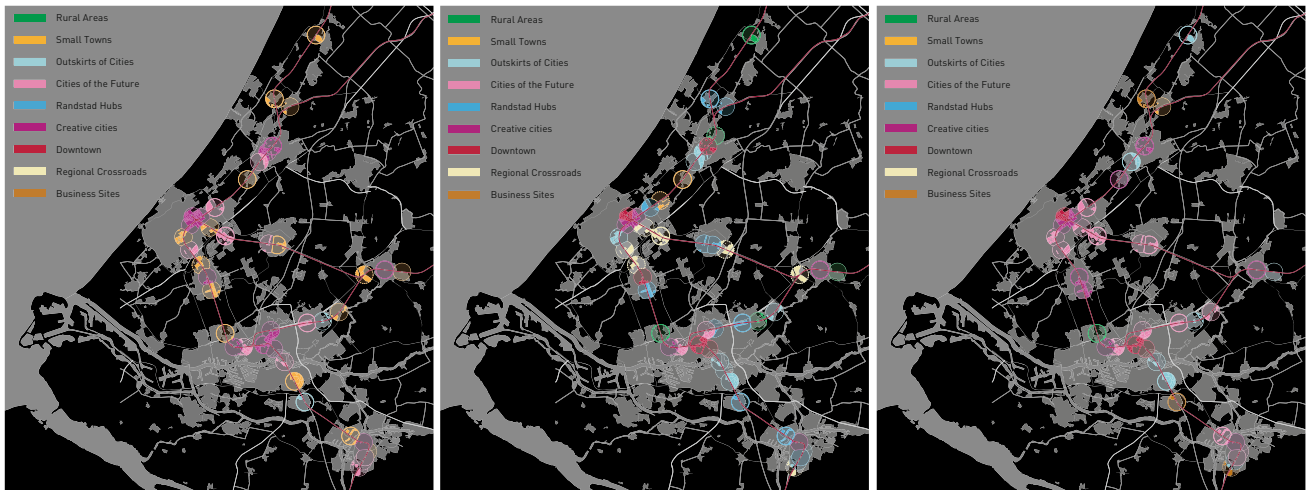 Rural Areas
Small Towns
Outskirts of Cities
Cities of the Future
Randstad Hubs
Creative cities
Downtown
Regional Crossroads
Business Sites
Rural Areas
Small Towns
Outskirts of Cities
Cities of the Future
Randstad Hubs
Creative cities
Downtown
Regional Crossroads
Business Sites
Rural Areas
Small Towns
Outskirts of Cities
Cities of the Future
Randstad Hubs
Creative cities
Downtown
Regional Crossroads
Business Sites